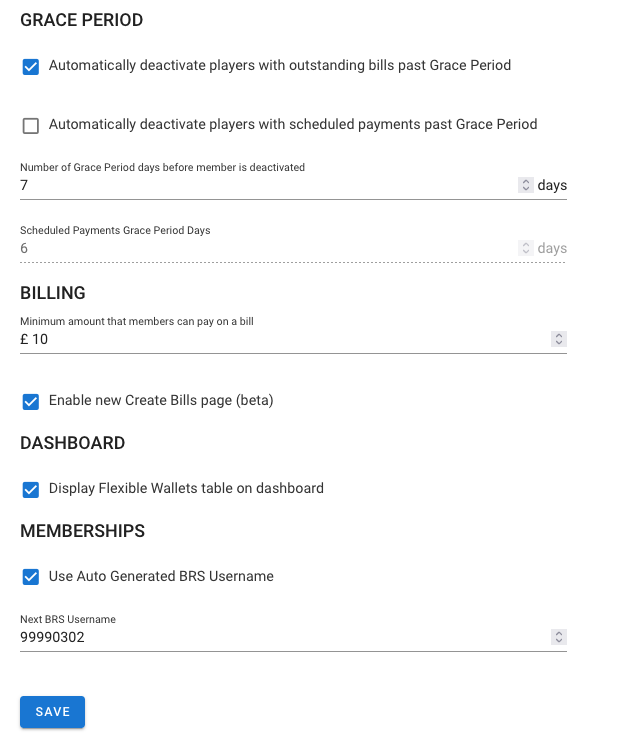 GRACE PERIOD
Automatically deactivate players with outstanding bills past Grace Period
Automatically deactivate players with scheduled payments past Grace Period
Number of Grace Period days before member is deactivated
7 days
Scheduled Payments Grace Period Days
6 days
BILLING
Minimum amount that members can pay on a bill
£ 10
Enable new Create Bills page (beta)
DASHBOARD
Display Flexible Wallets table on dashboard
MEMBERSHIPS
Use Auto Generated BRS Username
Next BRS Username
99990302
SAVE